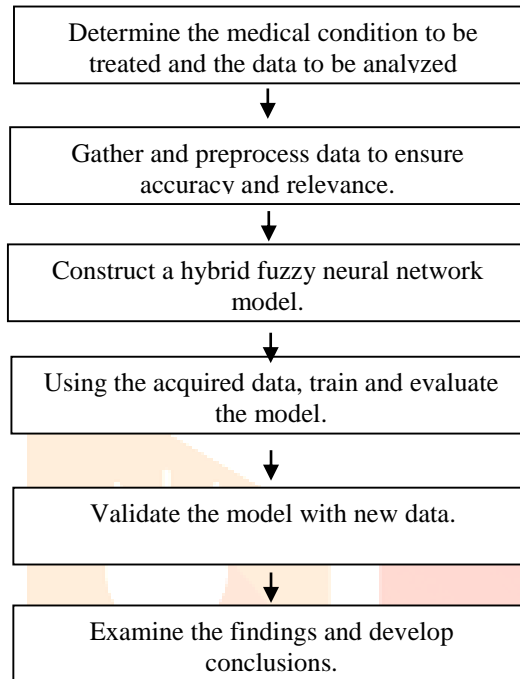 Determine the medical condition to be
treated and the data to be analyzed
Gather and preprocess data to ensure
accuracy and relevance.
Construct a hybrid fuzzy neural network
model.
Using the acquired data, train and evaluate
the model.
Validate the model with new data.
Examine the findings and develop
conclusions.